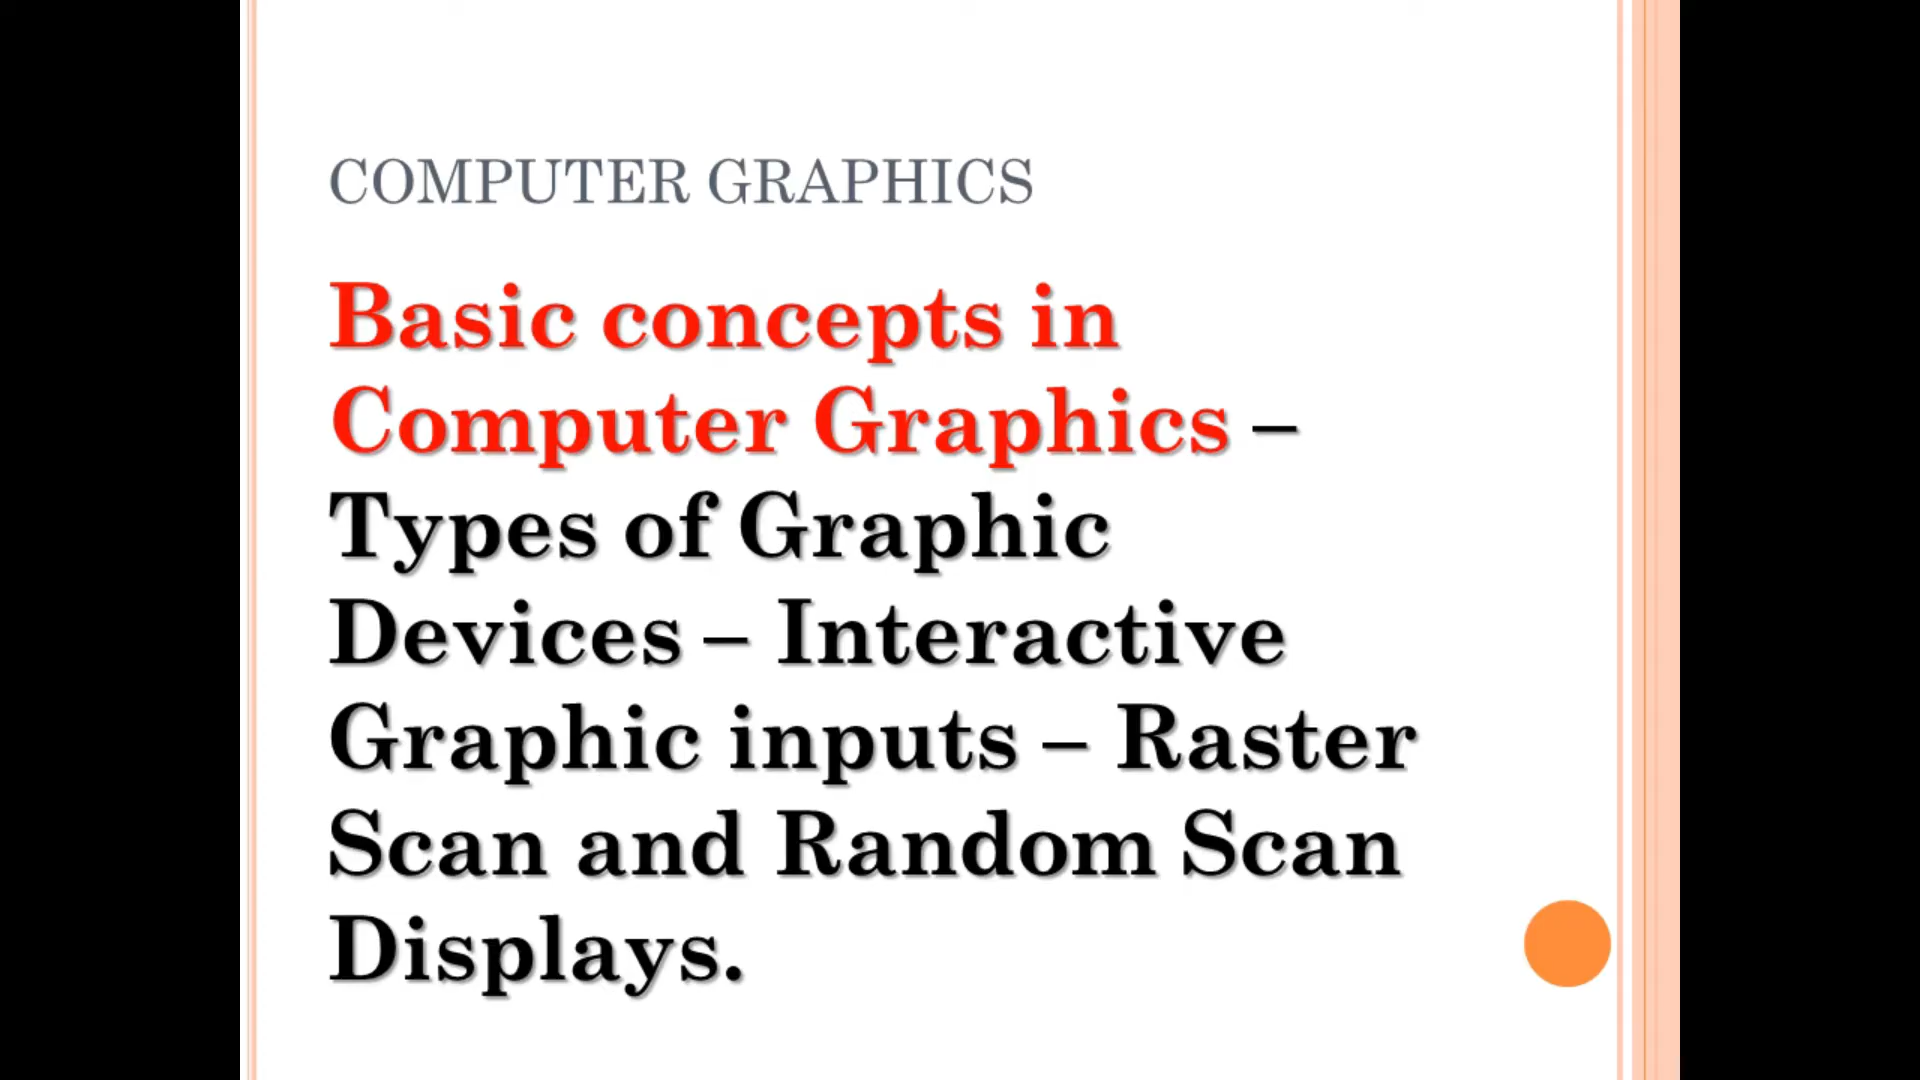 COMPUTER GRAPHICS
Basic concepts in
Computer Graphics –
Types of Graphic
Devices – Interactive
Graphic inputs – Raster
Scan and Random Scan
Displays.